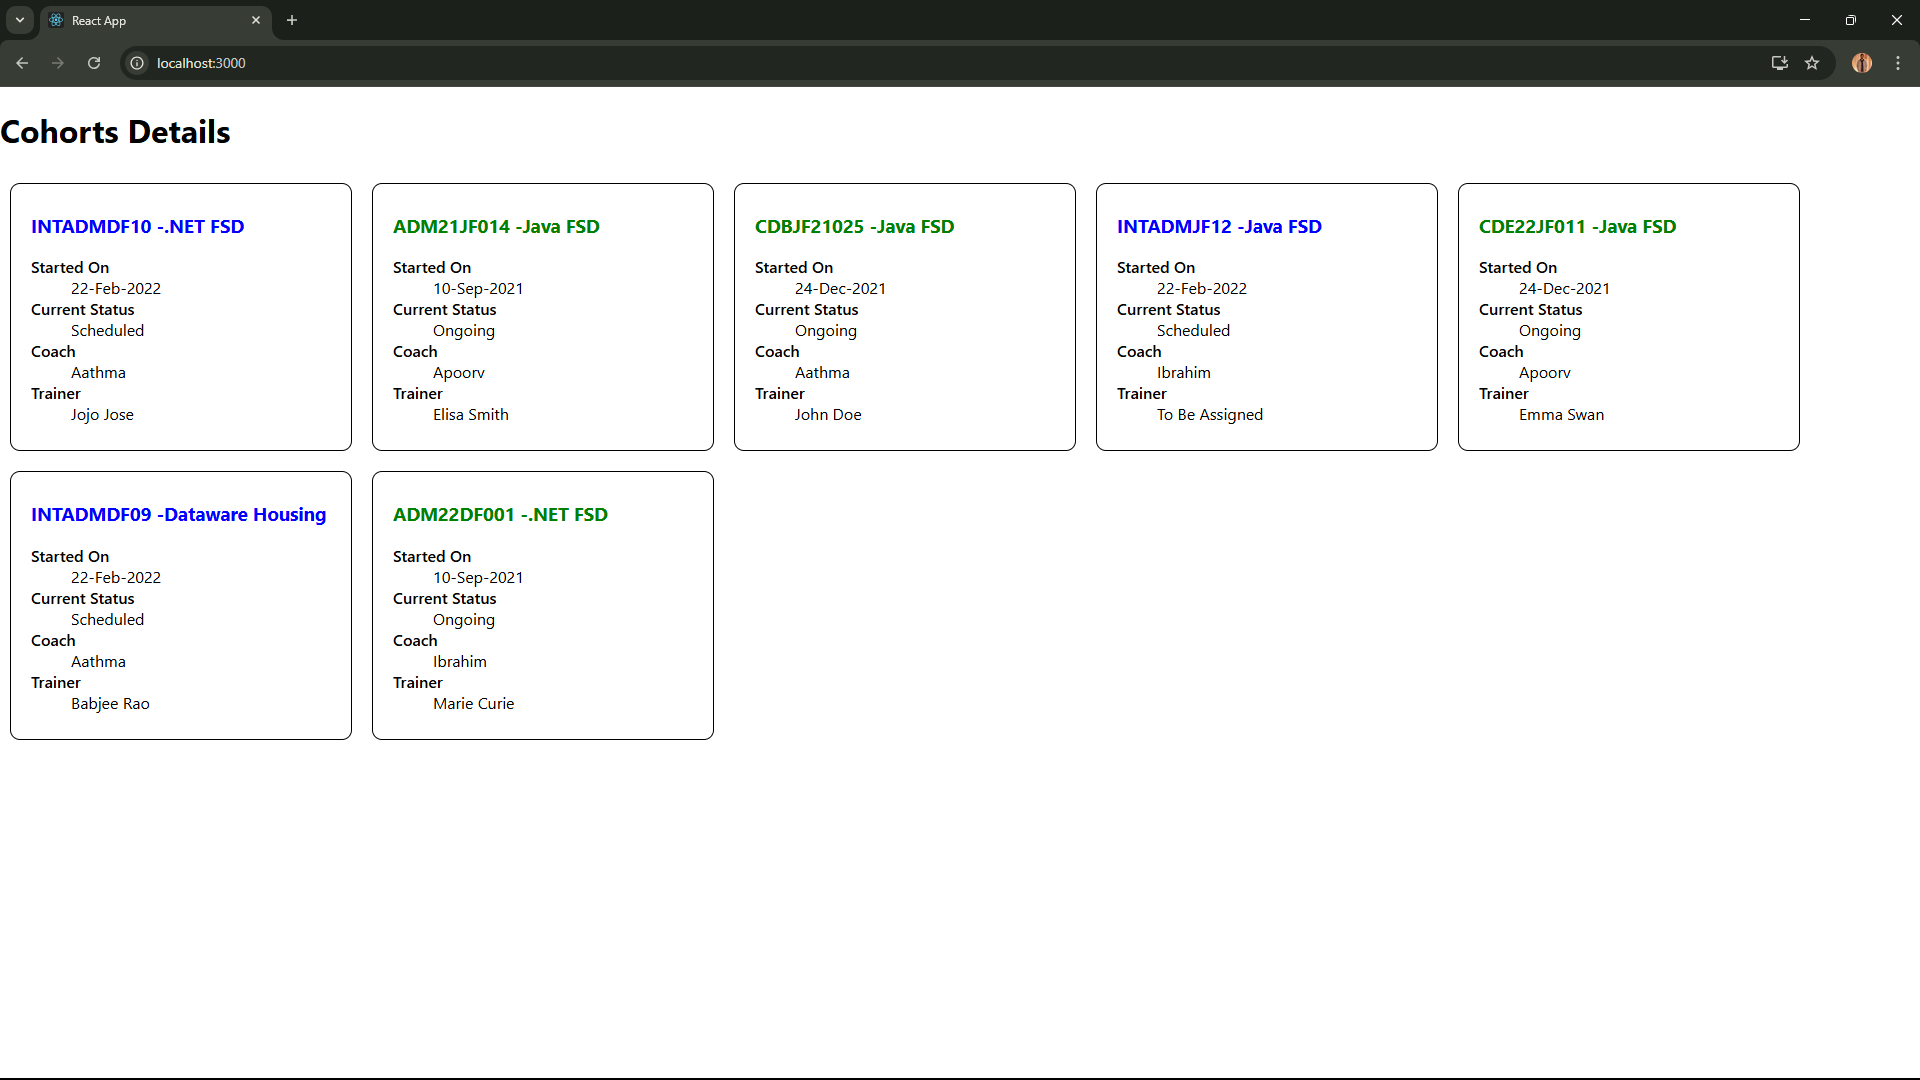 React App
localhost:3000
Cohorts Details
INTADMDF10 -.NET FSD
Started On
22-Feb-2022
Current Status
Scheduled
Coach
Aathma
Trainer
Jojo Jose
ADM21JF014 -Java FSD
Started On
10-Sep-2021
Current Status
Ongoing
Coach
Apoorv
Trainer
Elisa Smith
CDBJF21025 -Java FSD
Started On
24-Dec-2021
Current Status
Ongoing
Coach
Aathma
Trainer
John Doe
INTADMJF12 -Java FSD
Started On
22-Feb-2022
Current Status
Scheduled
Coach
Ibrahim
Trainer
To Be Assigned
CDE22JF011 -Java FSD
Started On
24-Dec-2021
Current Status
Ongoing
Coach
Apoorv
Trainer
Emma Swan
INTADMDF09 -Dataware Housing
Started On
22-Feb-2022
Current Status
Scheduled
Coach
Aathma
Trainer
Babjee Rao
ADM22DF001 -.NET FSD
Started On
10-Sep-2021
Current Status
Ongoing
Coach
Ibrahim
Trainer
Marie Curie